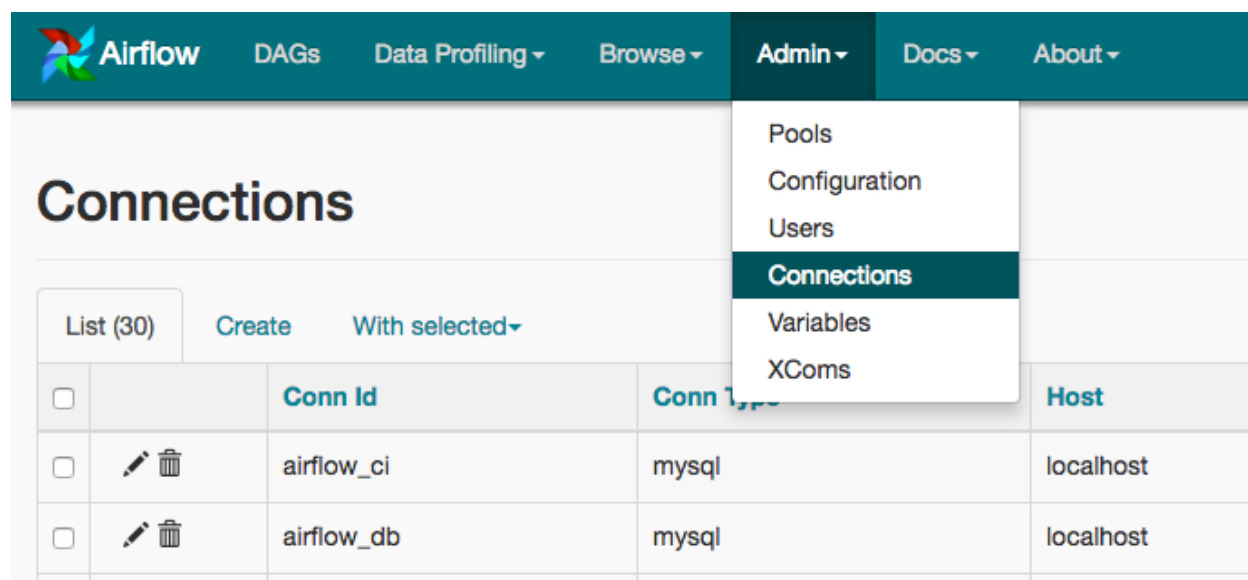 Airflow DAGs Data Profiling Browse Admin Docs About
Pools
Configuration
Users
Connections
Variables
XComs
Connections
List (30) Create With selected
Conn Id Conn Host
airflow_ci mysql localhost
airflow_db mysql localhost